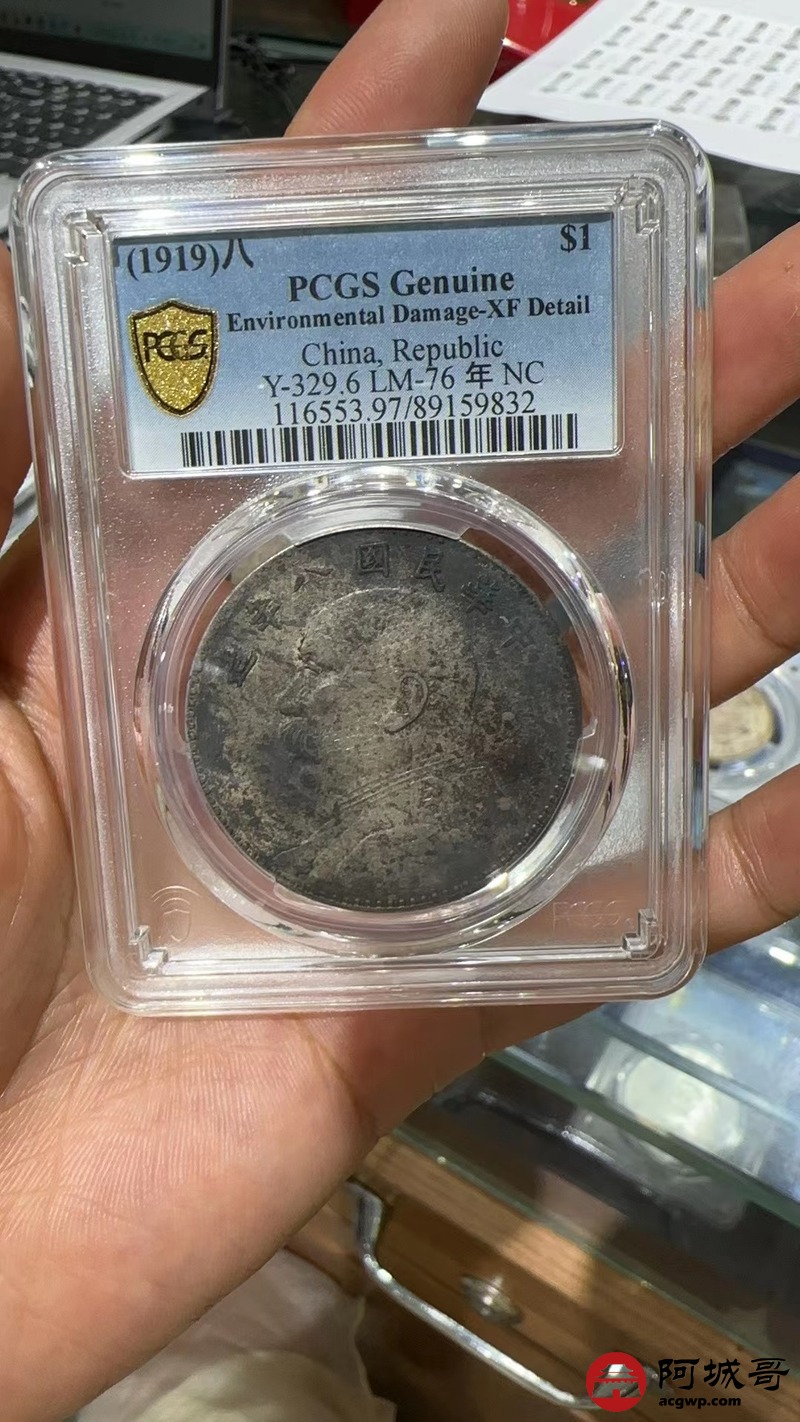 (1919)八 $1
PCGS Genuine
Environmental Damage-XF Detail
PCGS
China, Republic
Y-329.6 LM-76 年 NC
116553.97/89159832
造年八國民華中
PCGS
阿城哥
acgwp.com